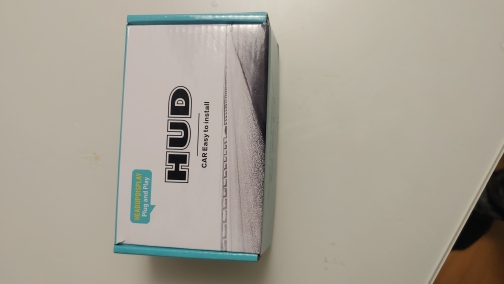 HEADUPDISPLAY
Plug and Play
HUD
CAR Easy to install